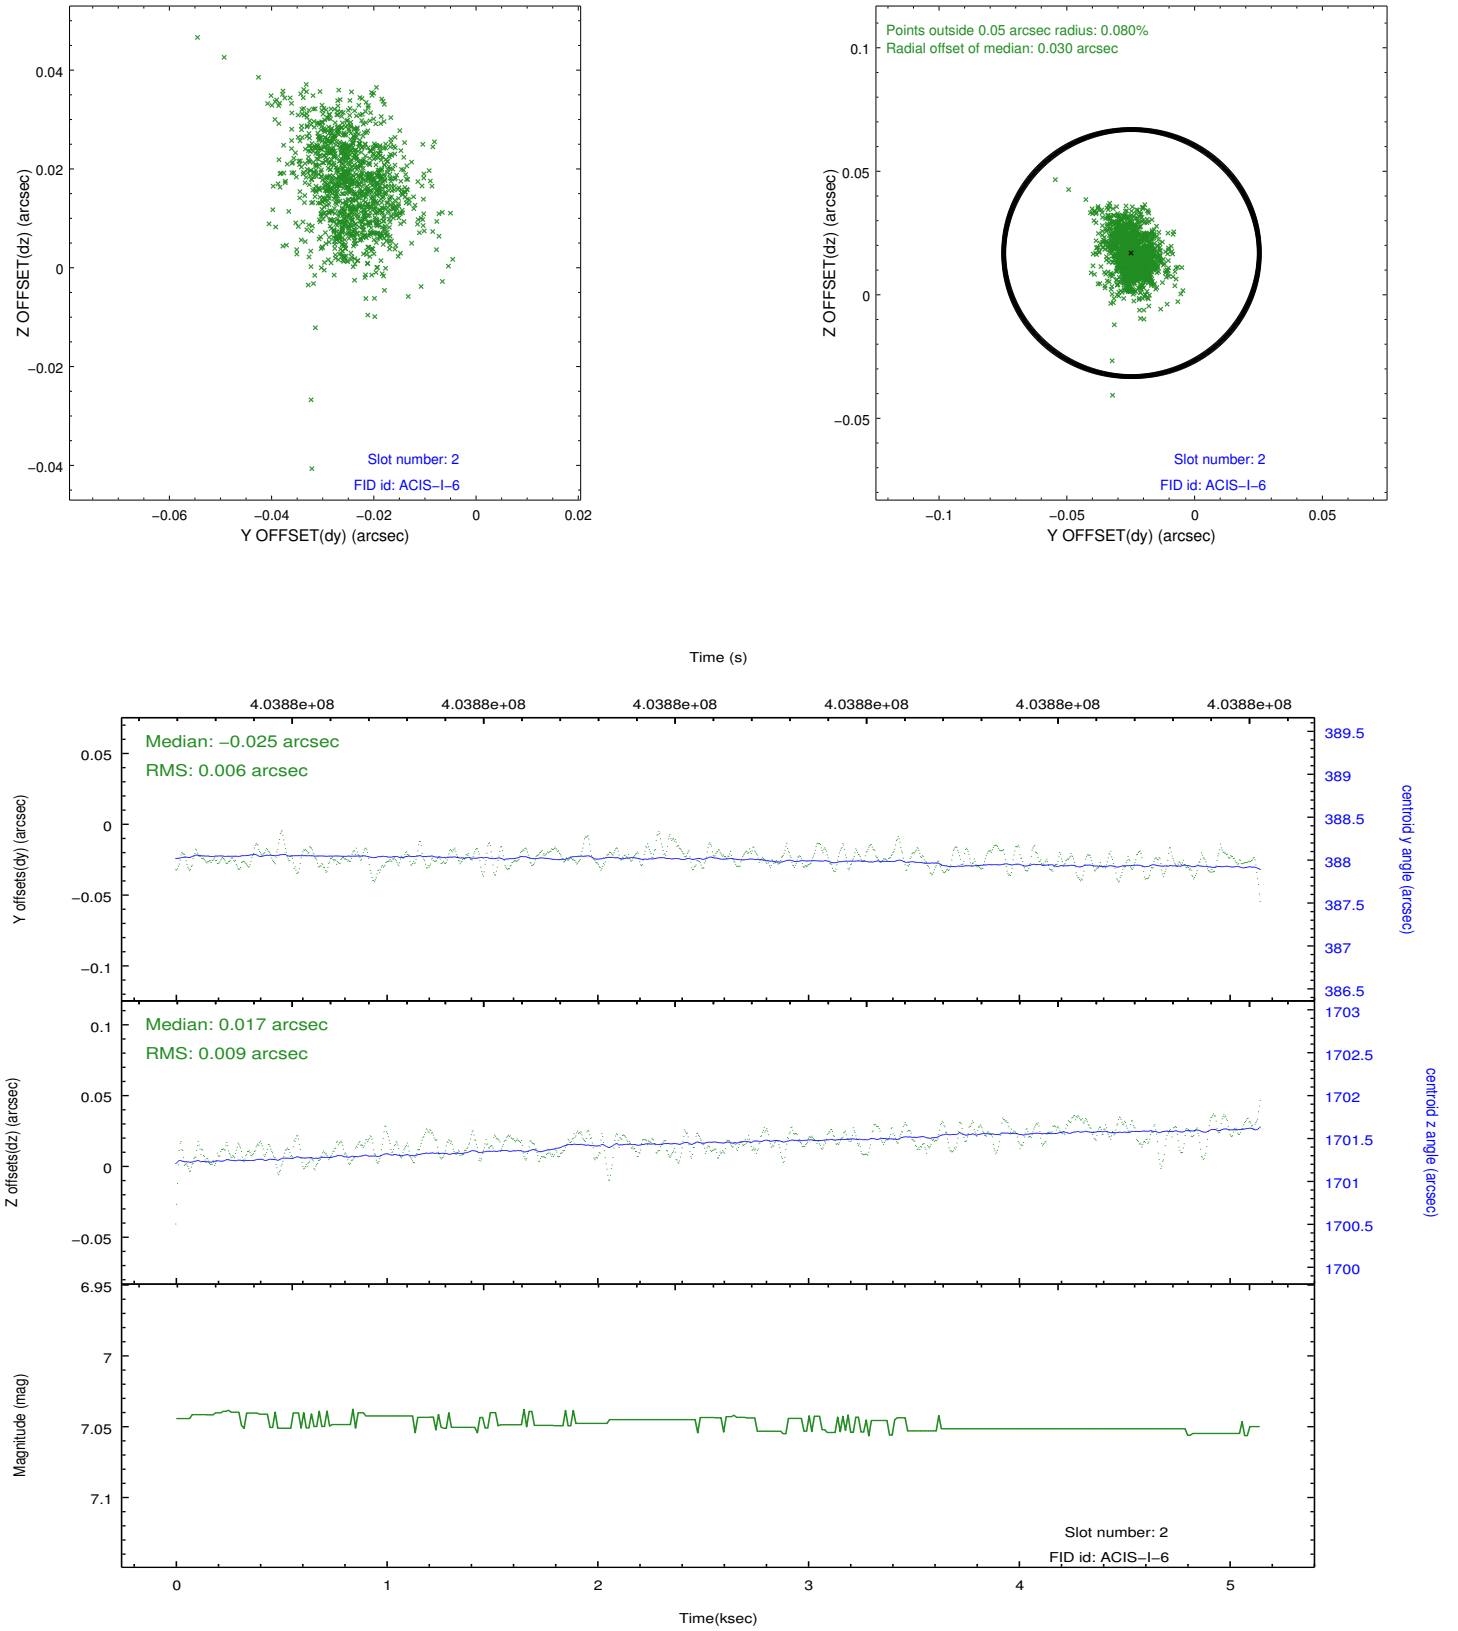 0.04
0.02
0
−0.02
−0.04
Z OFFSET(dz) (arcsec)
Slot number: 2
FID id: ACIS−I−6
−0.06
−0.04
−0.02
0
0.02
Y OFFSET(dy) (arcsec)
Points outside 0.05 arcsec radius: 0.080%
Radial offset of median: 0.030 arcsec
0.1
0.05
0
−0.05
Z OFFSET(dz) (arcsec)
Slot number: 2
FID id: ACIS−I−6
−0.1
−0.05
0
0.05
Y OFFSET(dy) (arcsec)
Time (s)
4.0388e+08
4.0388e+08
4.0388e+08
4.0388e+08
4.0388e+08
4.0388e+08
Median: −0.025 arcsec
RMS: 0.006 arcsec
0.05
0
−0.05
−0.1
Y offsets(dy) (arcsec)
389.5
389
388.5
388
387.5
387
386.5
centroid y angle (arcsec)
Median: 0.017 arcsec
RMS: 0.009 arcsec
0.1
0.05
0
−0.05
Z offsets(dz) (arcsec)
1703
1702.5
1702
1701.5
1701
1700.5
1700
centroid z angle (arcsec)
6.95
7
7.05
7.1
Magnitude (mag)
Slot number: 2
FID id: ACIS−I−6
0
1
2
3
4
5
Time(ksec)